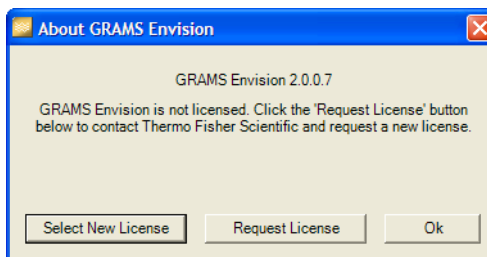 About GRAMS Envision
GRAMS Envision 2.0.0.7
GRAMS Envision is not licensed. Click the 'Request License' button
below to contact Thermo Fisher Scientific and request a new license.
Select New License
Request License
Ok